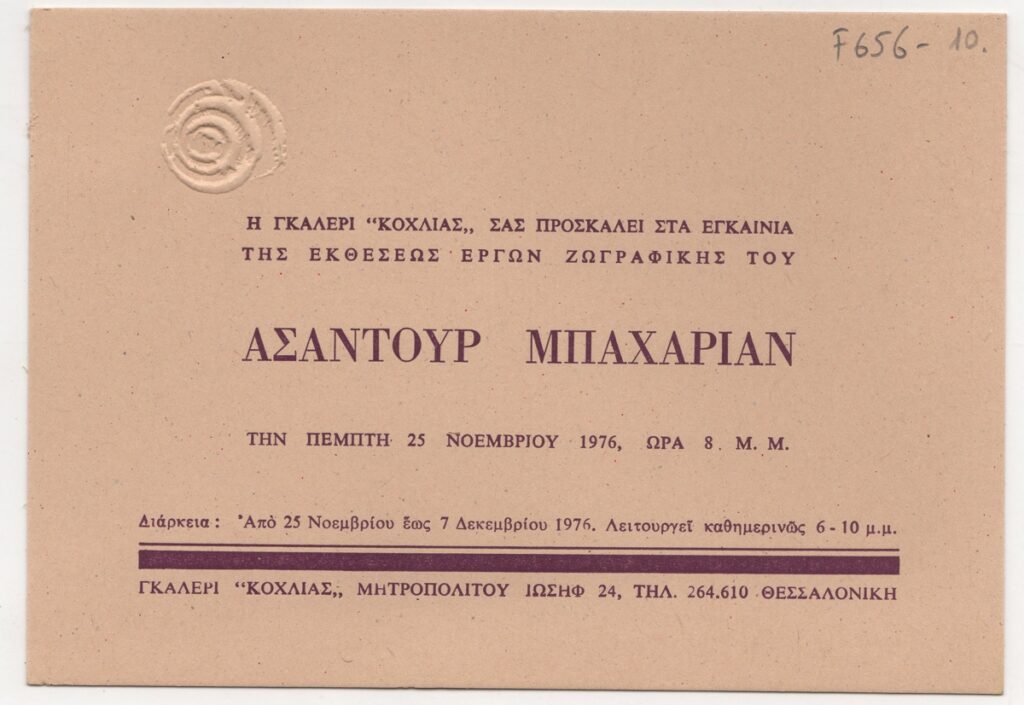 F656- 10.
Η ΓΚΑΛΕΡΙ “ΚΟΧΛΙΑΣ„ ΣΑΣ ΠΡΟΣΚΑΛΕΙ ΣΤΑ ΕΓΚΑΙΝΙΑ
ΤΗΣ ΕΚΘΕΣΕΩΣ ΕΡΓΩΝ ΖΩΓΡΑΦΙΚΗΣ ΤΟΥ
ΑΣΑΝΤΟΥΡ ΜΠΑΧΑΡΙΑΝ
ΤΗΝ ΠΕΜΠΤΗ 25 ΝΟΕΜΒΡΙΟΥ 1976, ΩΡΑ 8. Μ. Μ.
Διάρκεια : Ἀπό 25 Νοεμβρίου ἕως 7 Δεκεμβρίου 1976. Λειτουργεῖ καθημερινῶς 6 - 10 μ.μ.
ΓΚΑΛΕΡΙ “ΚΟΧΛΙΑΣ„ ΜΗΤΡΟΠΟΛΙΤΟΥ ΙΩΣΗΦ 24, ΤΗΛ. 264.610 ΘΕΣΣΑΛΟΝΙΚΗ